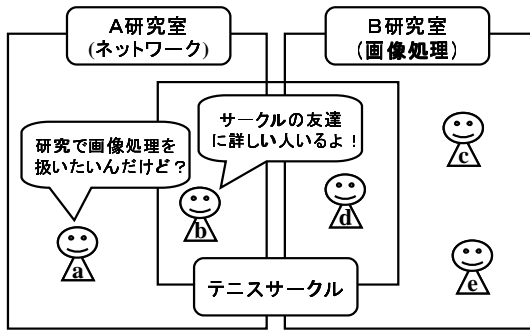 A研究室
(ネットワーク)
B研究室
(画像処理)
研究で画像処理を
扱いたいんだけど？
サークルの友達
に詳しい人いるよ！
c
b
d
a
e
テニスサークル